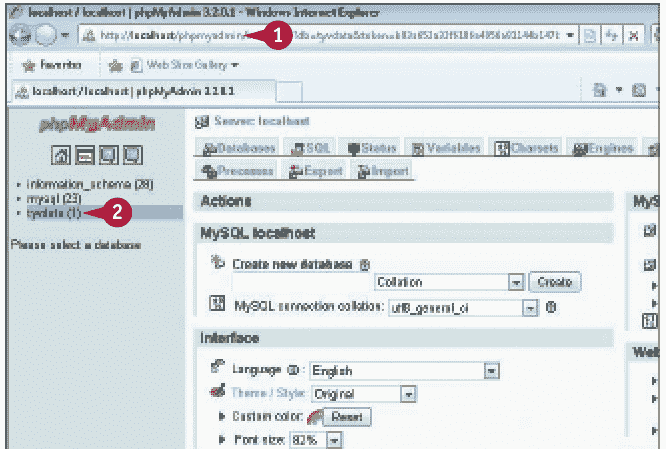 localhost / localhost | phpMyAdmin 3.2.0.1 - Windows Internet Explorer
http://localhost/phpmyadmin/
1
Favorites Web Slice Gallery
localhost / localhost | phpMyAdmin 3.2.0.1
phpMyAdmin
information_schema (28)
mysql (23)
tyvdata (1)
2
Please select a database
Server: localhost
Databases SQL Status Variables Charsets Engines
Processes Export Import
Actions
MySQL localhost
Create new database
Collation Create
MySQL connection collation: utf8_general_ci
Interface
Language : English
Theme / Style: Original
Custom color: Reset
Font size: 82%
MyS
Web